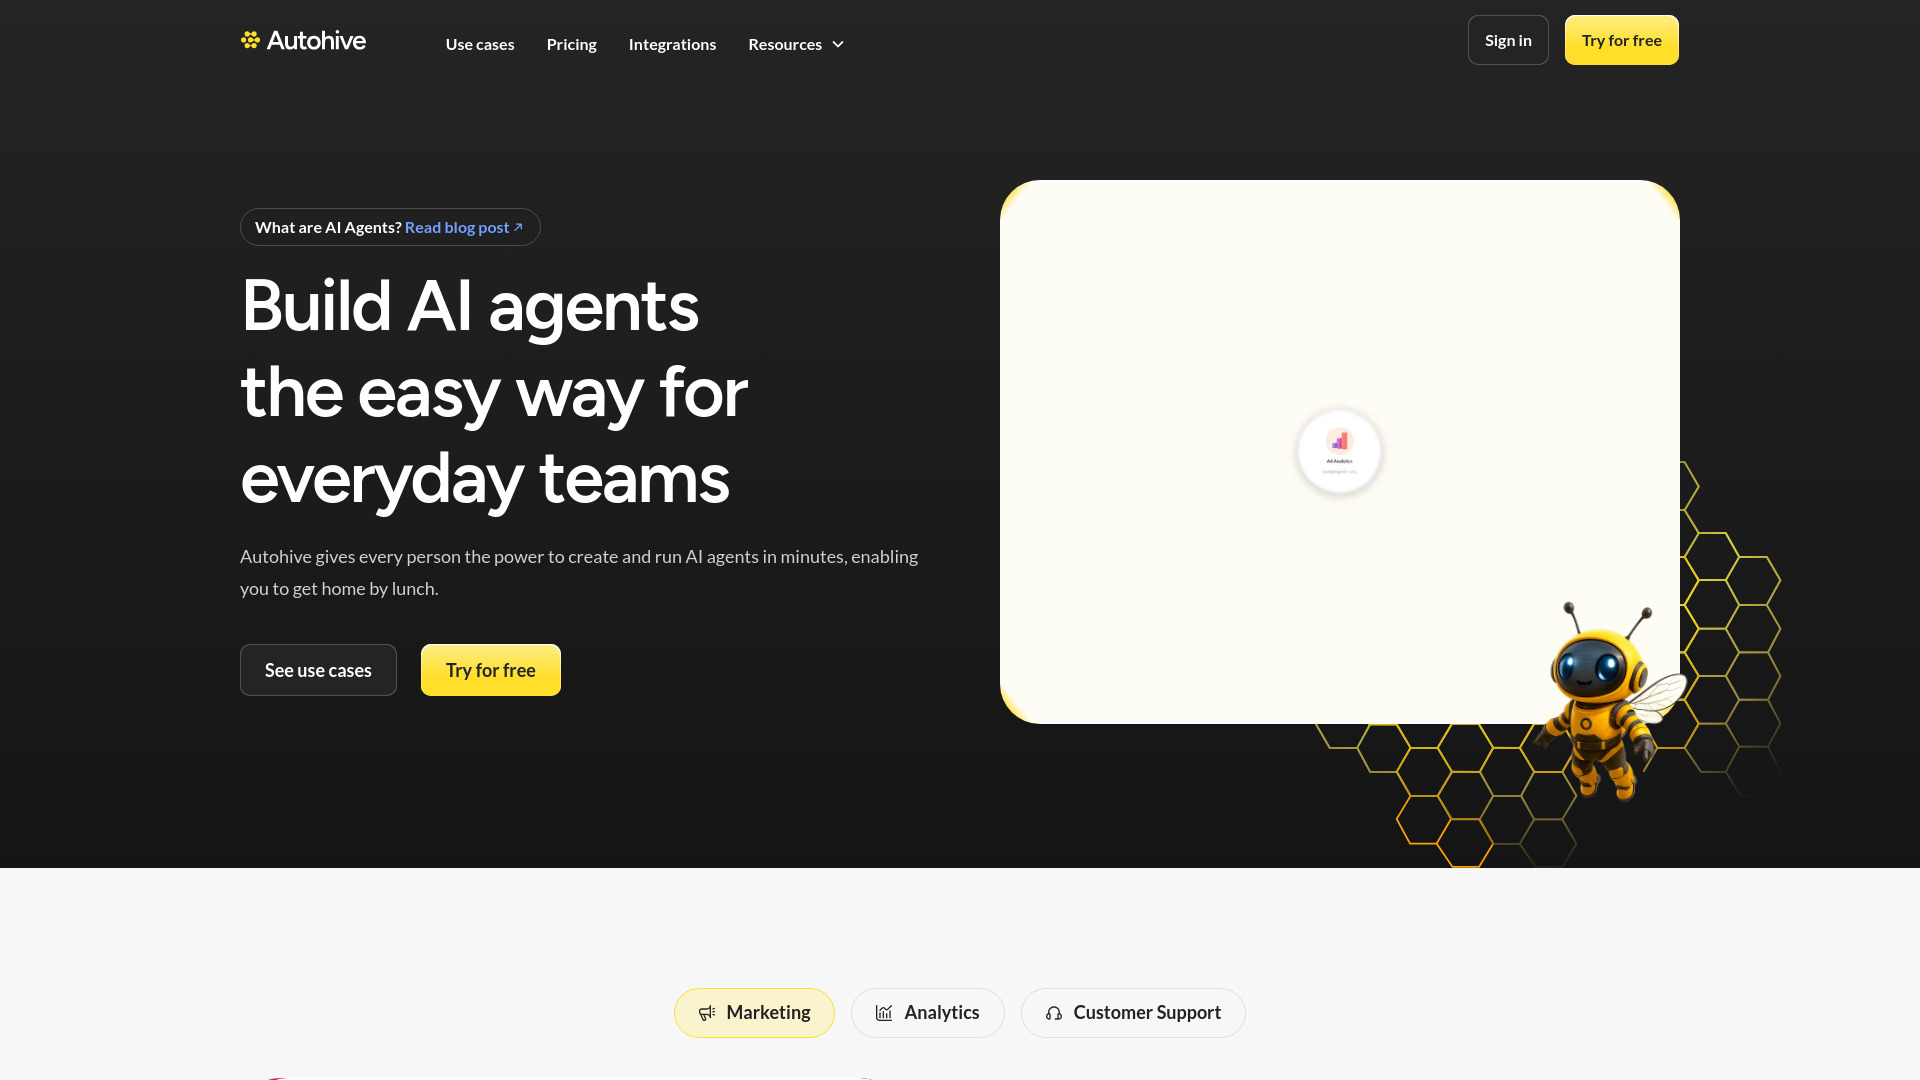 Autohive
Use cases
Pricing
Integrations
Resources
Sign in
Try for free
What are AI Agents? Read blog post
Build AI agents
the easy way for
everyday teams
Autohive gives every person the power to create and run AI agents in minutes, enabling
you to get home by lunch.
See use cases
Try for free
Ad Analytics
Marketing
Analytics
Customer Support